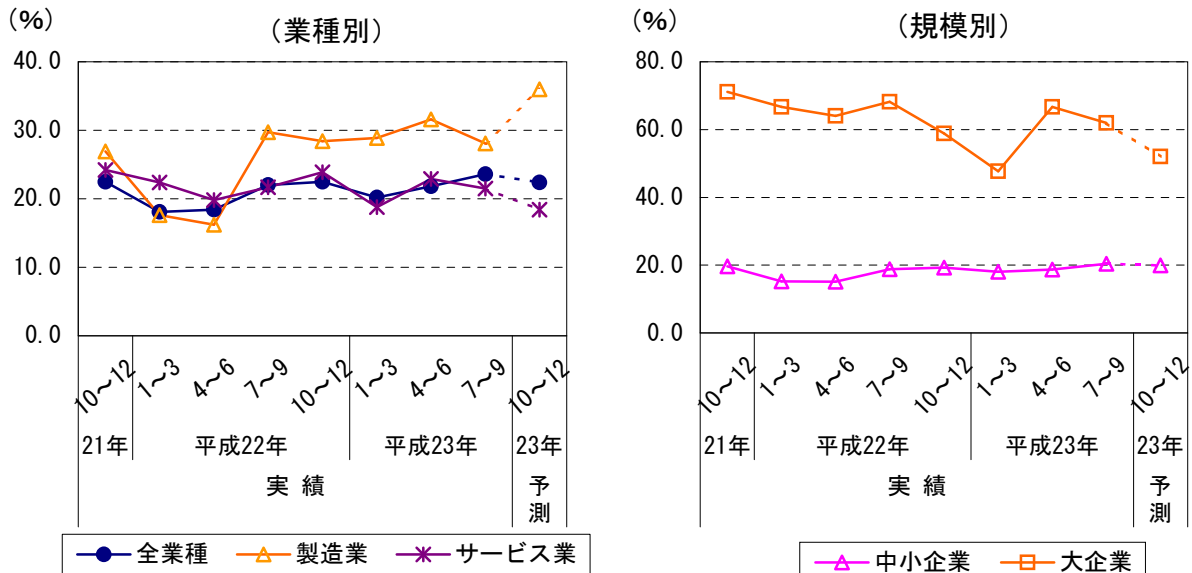 (%)
(業種別)
40.0
30.0
20.0
10.0
0.0
10～12
1～3
4～6
7～9
10～12
1～3
4～6
7～9
10～12
21年
平成22年
平成23年
23年
実 績
予
測
全業種
製造業
サービス業
(%)
(規模別)
80.0
60.0
40.0
20.0
0.0
10～12
1～3
4～6
7～9
10～12
1～3
4～6
7～9
10～12
21年
平成22年
平成23年
23年
実 績
予
測
中小企業
大企業